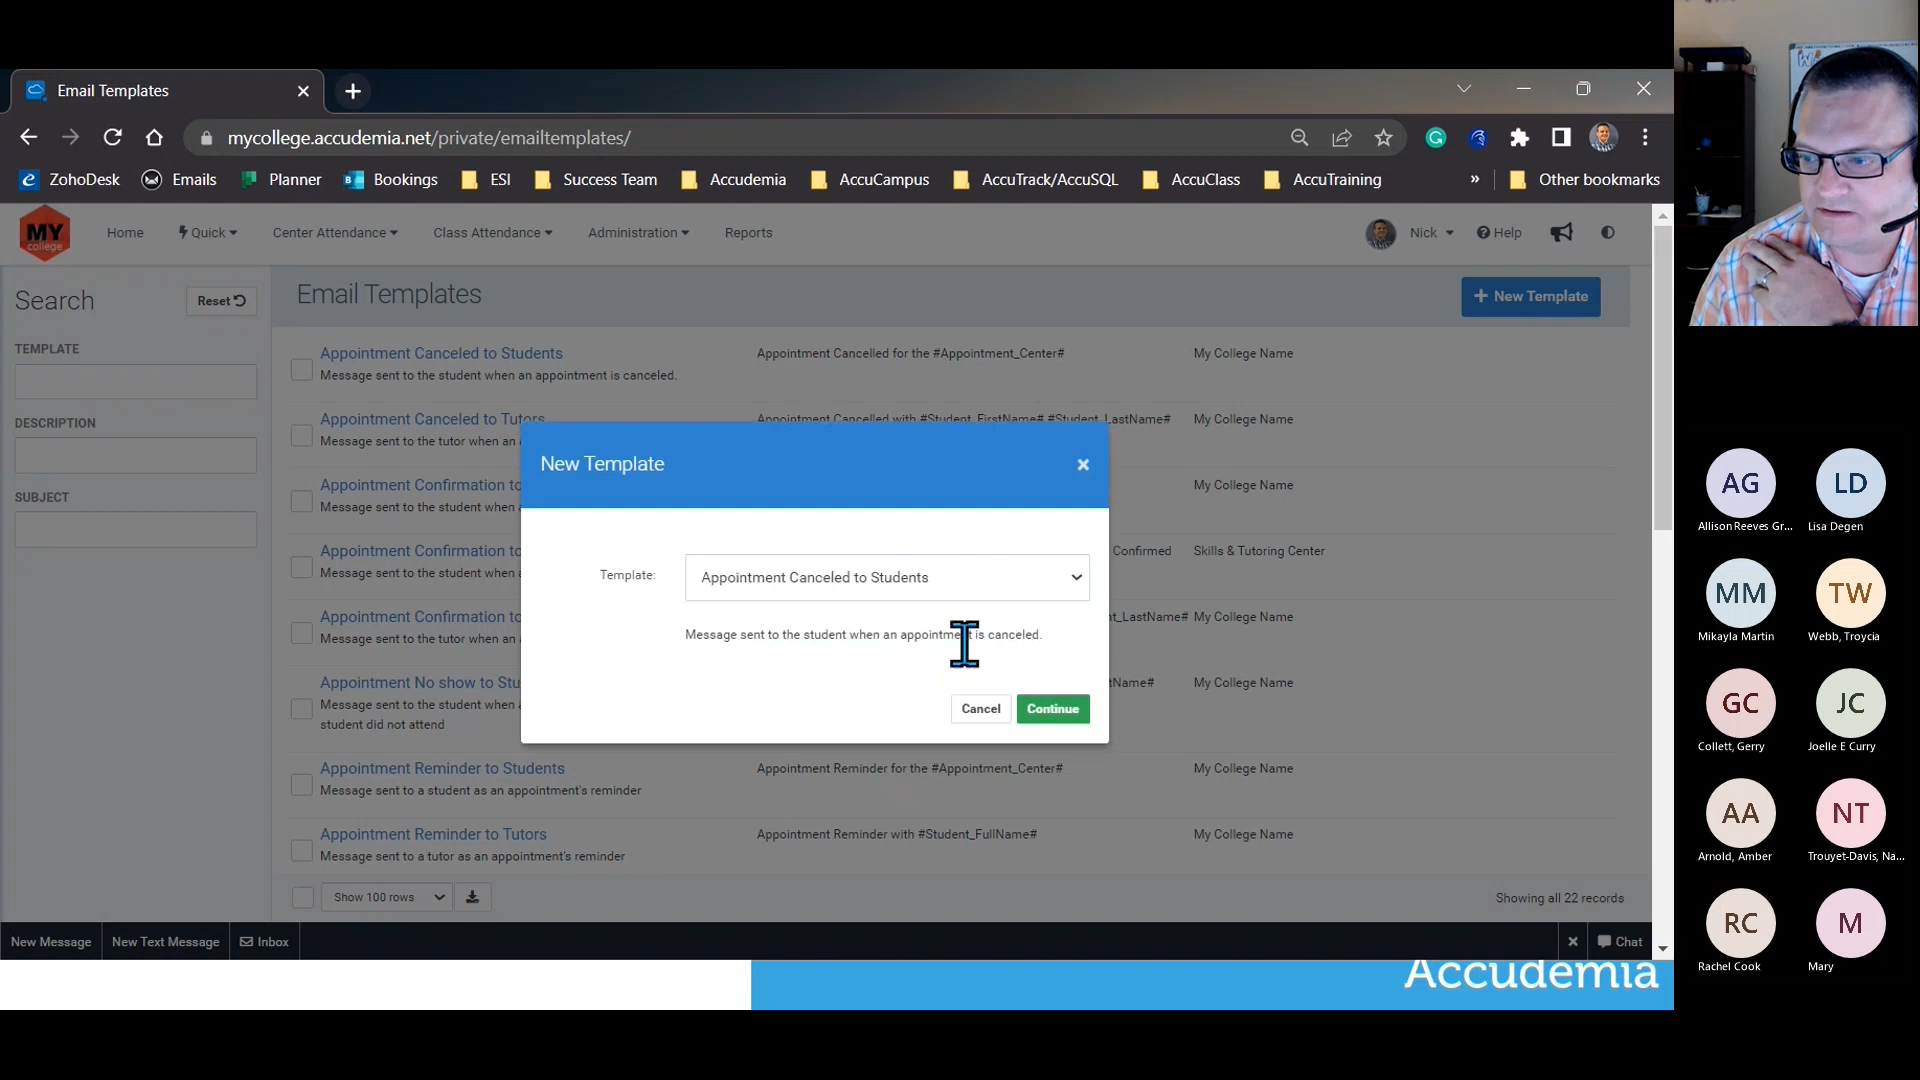 Email Templates
mycollege.accudemia.net/private/emailtemplates/
ZohoDesk Emails Planner Bookings ESI Success Team Accudemia AccuCampus AccuTrack/AccuSQL AccuClass AccuTraining » Other bookmarks
MY college Home Quick Center Attendance Class Attendance Administration Reports Nick Help
Search Reset
Email Templates + New Template
TEMPLATE
DESCRIPTION
SUBJECT
Appointment Canceled to Students Appointment Cancelled for the #Appointment_Center# My College Name
Message sent to the student when an appointment is canceled.
Appointment Canceled to Tutors Appointment Cancelled with #Student_FirstName# #Student_LastName# My College Name
Message sent to the tutor when an
Appointment Confirmation to My College Name
Message sent to the student when
Appointment Confirmation to Confirmed Skills & Tutoring Center
Message sent to the student when
Appointment Confirmation to t_LastName# My College Name
Message sent to the tutor when an
Appointment No show to Stu tName# My College Name
Message sent to the student when
student did not attend
Appointment Reminder to Students Appointment Reminder for the #Appointment_Center# My College Name
Message sent to a student as an appointment's reminder
Appointment Reminder to Tutors Appointment Reminder with #Student_FullName# My College Name
Message sent to a tutor as an appointment's reminder
New Template
Template: Appointment Canceled to Students
Message sent to the student when an appointment is canceled.
Cancel Continue
Show 100 rows Showing all 22 records
New Message New Text Message Inbox Chat
Accudemia
AG LD
Allison Reeves Gr... Lisa Degen
MM TW
Mikayla Martin Webb, Troycia
GC JC
Collett, Gerry Joelle E Curry
AA NT
Arnold, Amber Trouyet-Davis, Na...
RC M
Rachel Cook Mary